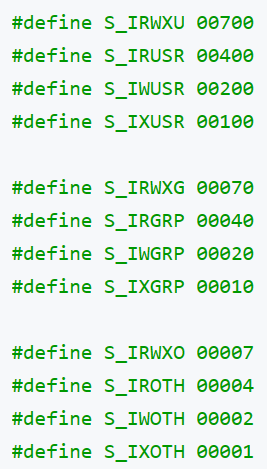 #define S_IRWXU 00700
#define S_IRUSR 00400
#define S_IWUSR 00200
#define S_IXUSR 00100

#define S_IRWXG 00070
#define S_IRGRP 00040
#define S_IWGRP 00020
#define S_IXGRP 00010

#define S_IRWXO 00007
#define S_IROTH 00004
#define S_IWOTH 00002
#define S_IXOTH 00001